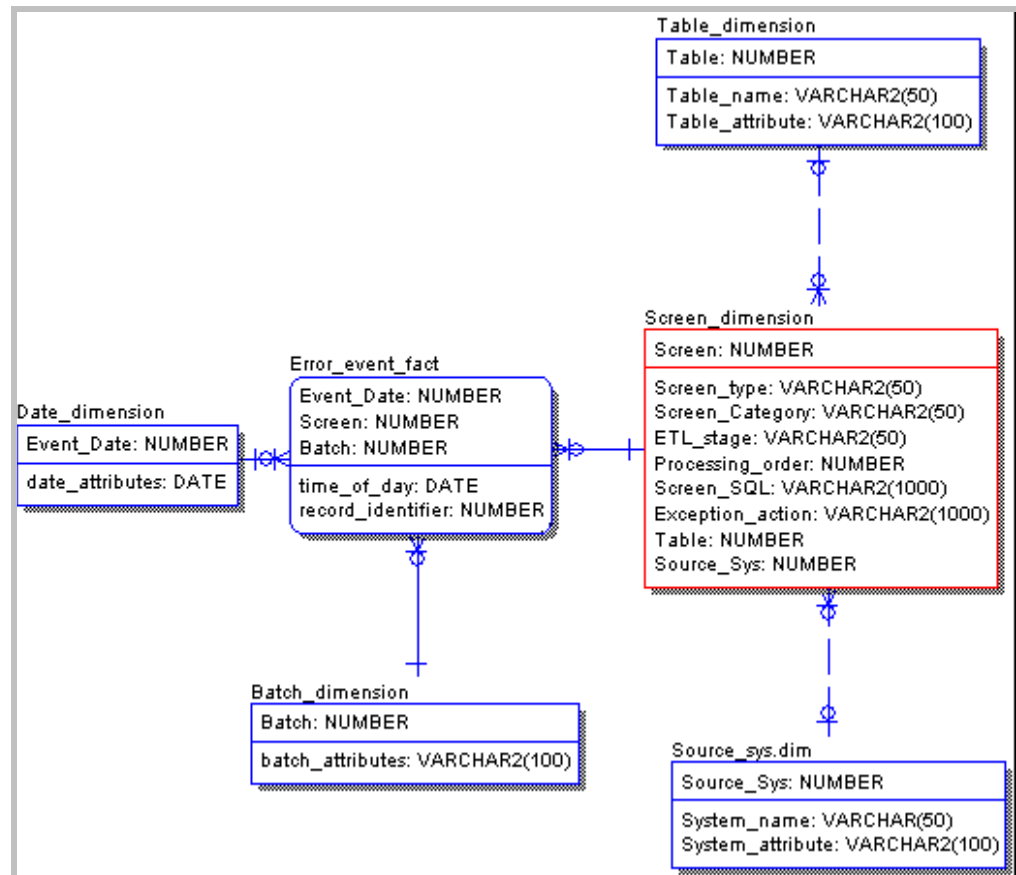 Table_dimension
Table: NUMBER
Table_name: VARCHAR2(50)
Table_attribute: VARCHAR2(100)
Screen_dimension
Screen: NUMBER
Screen_type: VARCHAR2(50)
Screen_Category: VARCHAR2(50)
ETL_stage: VARCHAR2(50)
Processing_order: NUMBER
Screen_SQL: VARCHAR2(1000)
Exception_action: VARCHAR2(1000)
Table: NUMBER
Source_Sys: NUMBER
Error_event_fact
Event_Date: NUMBER
Screen: NUMBER
Batch: NUMBER
time_of_day: DATE
record_identifier: NUMBER
Date_dimension
Event_Date: NUMBER
date_attributes: DATE
Batch_dimension
Batch: NUMBER
batch_attributes: VARCHAR2(100)
Source_sys.dim
Source_Sys: NUMBER
System_name: VARCHAR(50)
System_attribute: VARCHAR2(100)